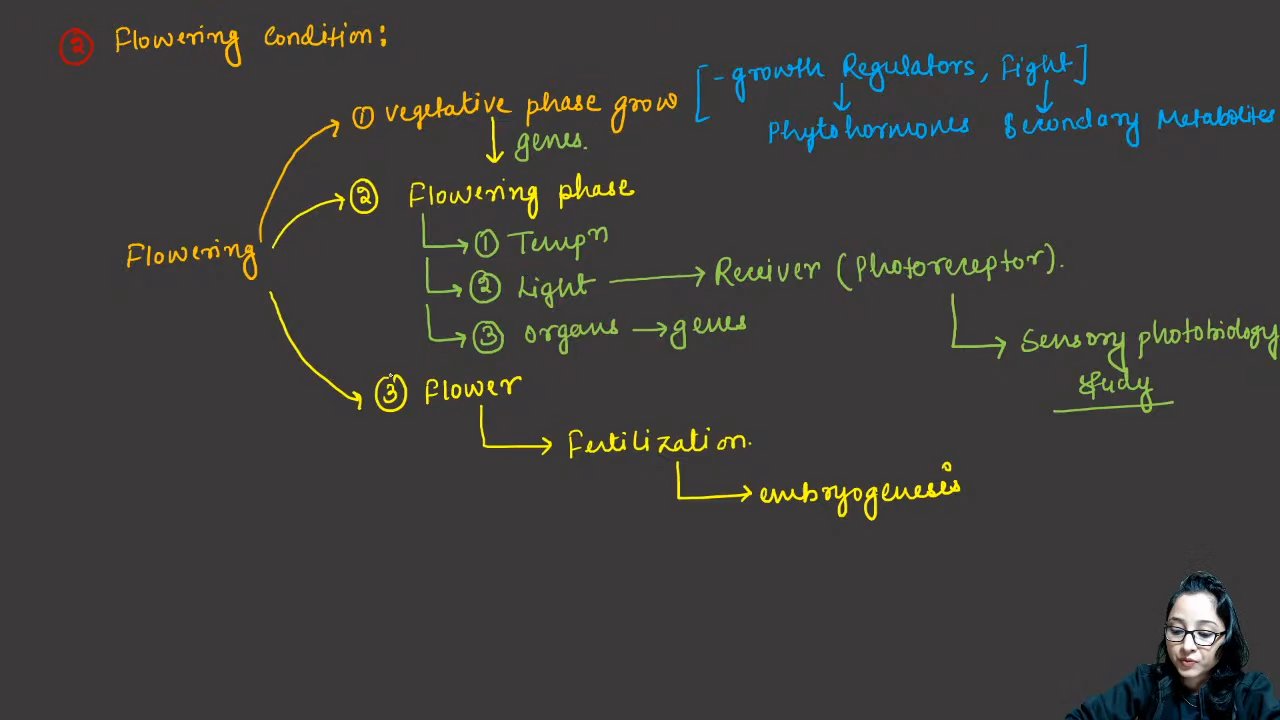 ② Flowering Condition:
① Vegetative phase grow [-growth Regulators, Fight]
Phytohormones Secondary Metabolites
genes.
② Flowering phase
① Tempn
Flowering
② Light → Receiver (Photoreceptor).
③ organs → genes
Sensory photobiology
study
③ Flower
Fertilization.
embryogenesis